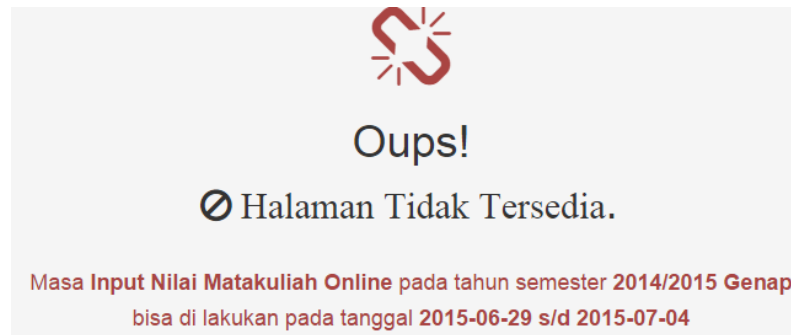 Oups!
Halaman Tidak Tersedia.
Masa Input Nilai Matakuliah Online pada tahun semester 2014/2015 Genap
bisa di lakukan pada tanggal 2015-06-29 s/d 2015-07-04